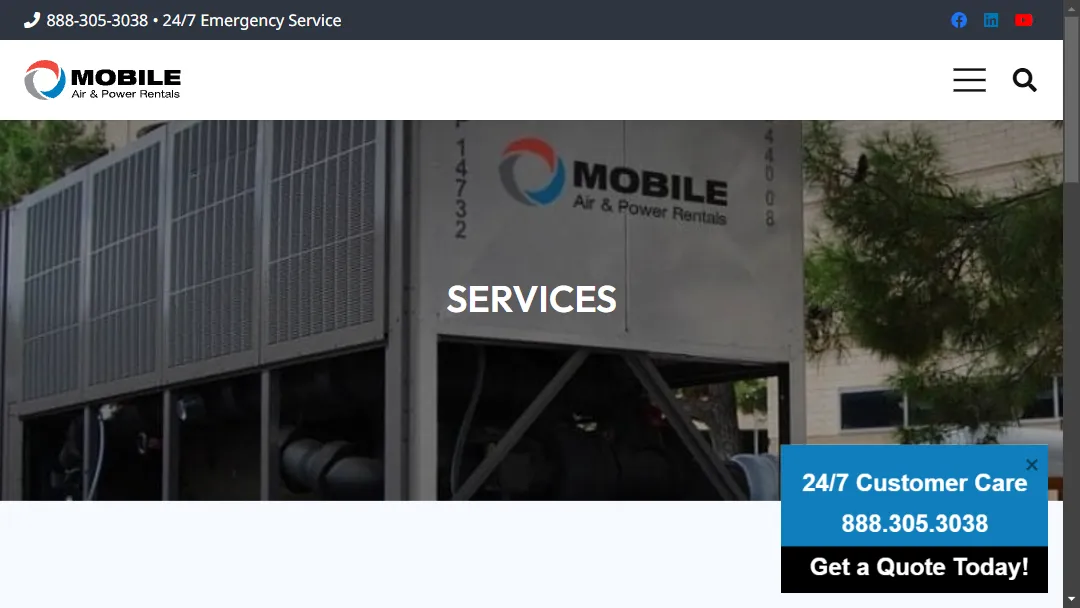 888-305-3038 • 24/7 Emergency Service
MOBILE
Air & Power Rentals
14732
MOBILE
Air & Power Rentals
44008
SERVICES
24/7 Customer Care
888.305.3038
Get a Quote Today!